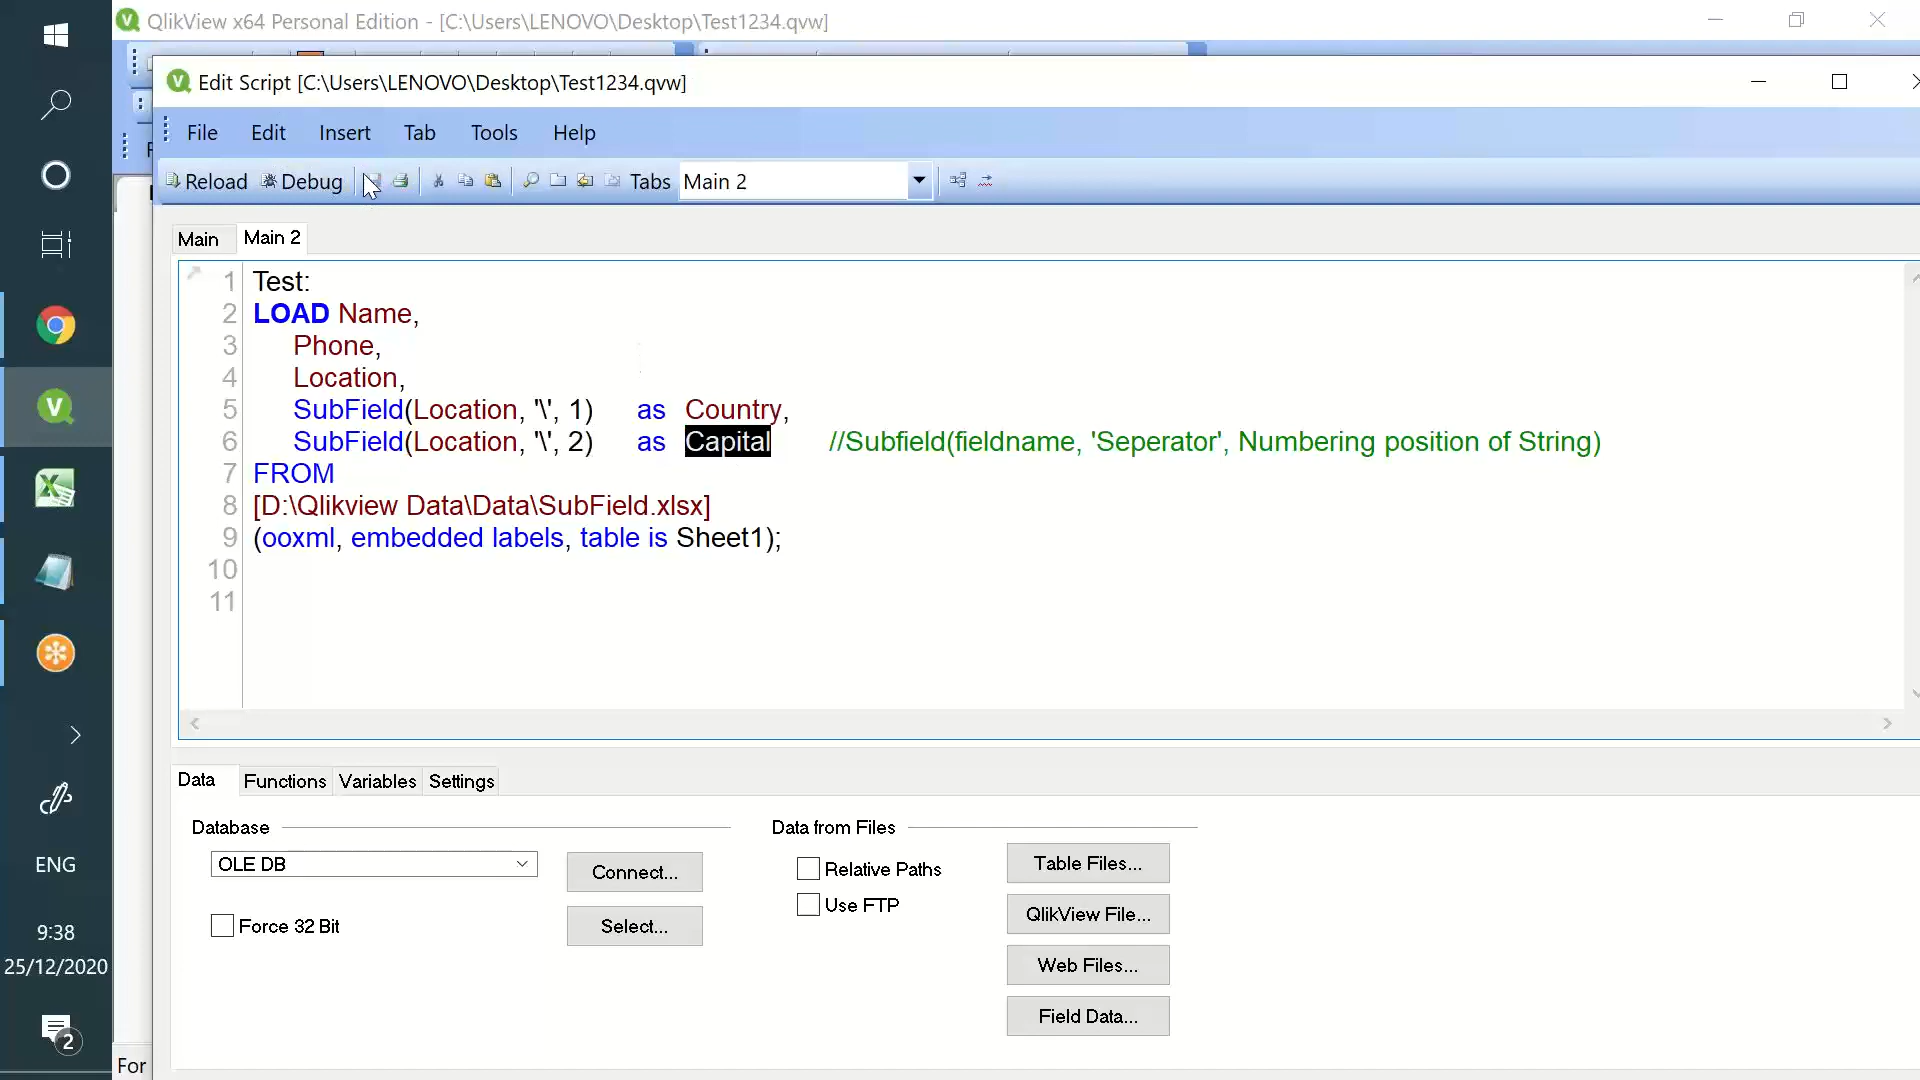 QlikView x64 Personal Edition - [C:\Users\LENOVO\Desktop\Test1234.qvw]
Edit Script [C:\Users\LENOVO\Desktop\Test1234.qvw]
File Edit Insert Tab Tools Help
Reload Debug Tabs Main 2
Main Main 2
1 Test:
2 LOAD Name,
3 Phone,
4 Location,
5 SubField(Location, '\', 1) as Country,
6 SubField(Location, '\', 2) as Capital //Subfield(fieldname, 'Seperator', Numbering position of String)
7 FROM
8 [D:\Qlikview Data\Data\SubField.xlsx]
9 (ooxml, embedded labels, table is Sheet1);
10
11
Data Functions Variables Settings
Database Data from Files
OLE DB Connect... Relative Paths Table Files...
Use FTP QlikView File...
Force 32 Bit Select...
Web Files...
Field Data...
ENG
9:38
25/12/2020
2
For